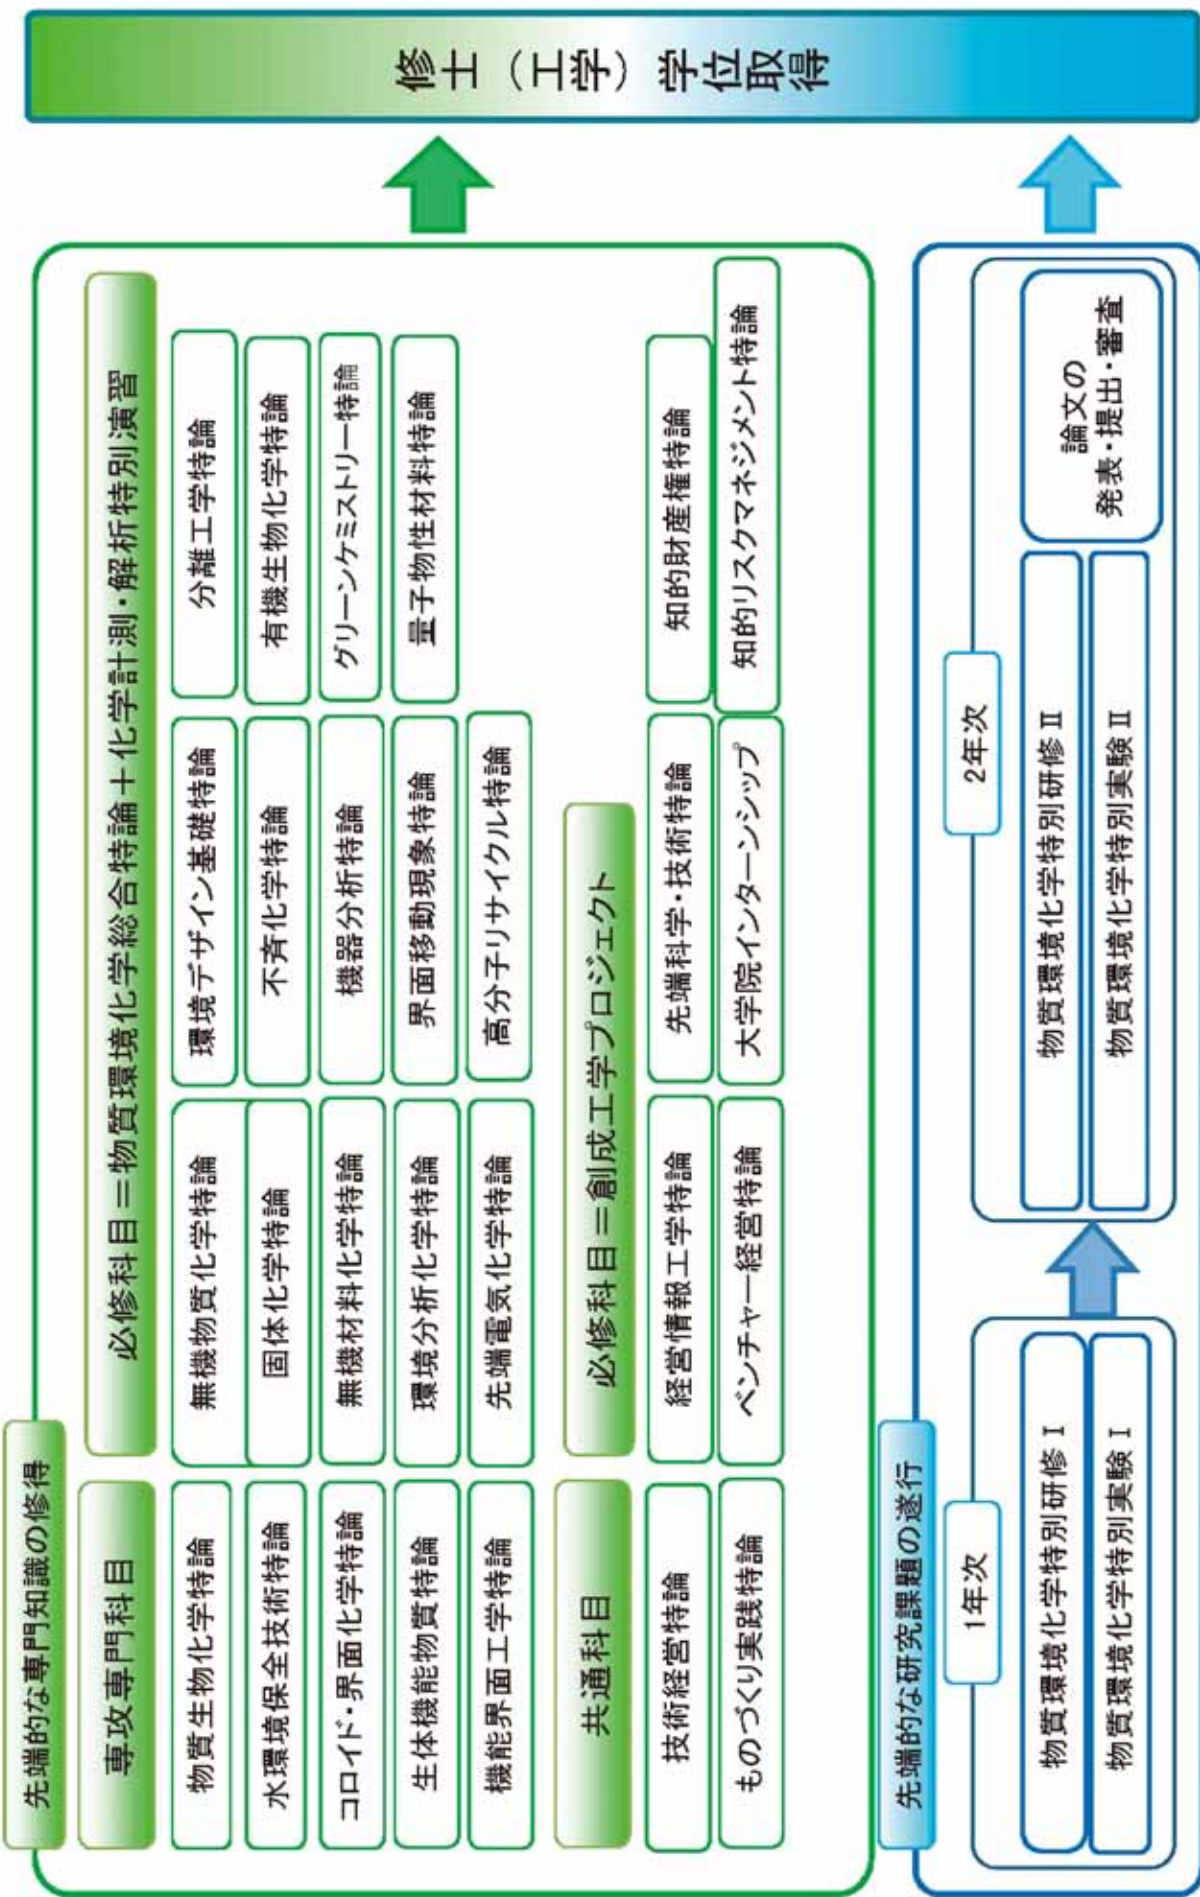 先端的な専門知識の修得
専攻専門科目
必修科目＝物質環境化学総合特論＋化学計測・解析特別演習
物質生物化学特論
無機物質化学特論
環境デザイン基礎特論
分離工学特論
水環境保全技術特論
固体化学特論
不斉化学特論
有機生物化学特論
コロイド・界面化学特論
無機材料化学特論
機器分析特論
グリーンケミストリー特論
生体機能物質特論
環境分析化学特論
界面移動現象特論
量子物性材料特論
機能界面工学特論
先端電気化学特論
高分子リサイクル特論
共通科目
必修科目＝創成工学プロジェクト
技術経営特論
経営情報工学特論
先端科学・技術特論
知的財産権特論
ものづくり実践特論
ベンチャー経営特論
大学院インターンシップ
知的リスクマネジメント特論
先端的な研究課題の遂行
1年次
物質環境化学特別研修Ⅰ
物質環境化学特別実験Ⅰ
2年次
物質環境化学特別研修Ⅱ
物質環境化学特別実験Ⅱ
論文の
発表・提出・審査
修士（工学）学位取得